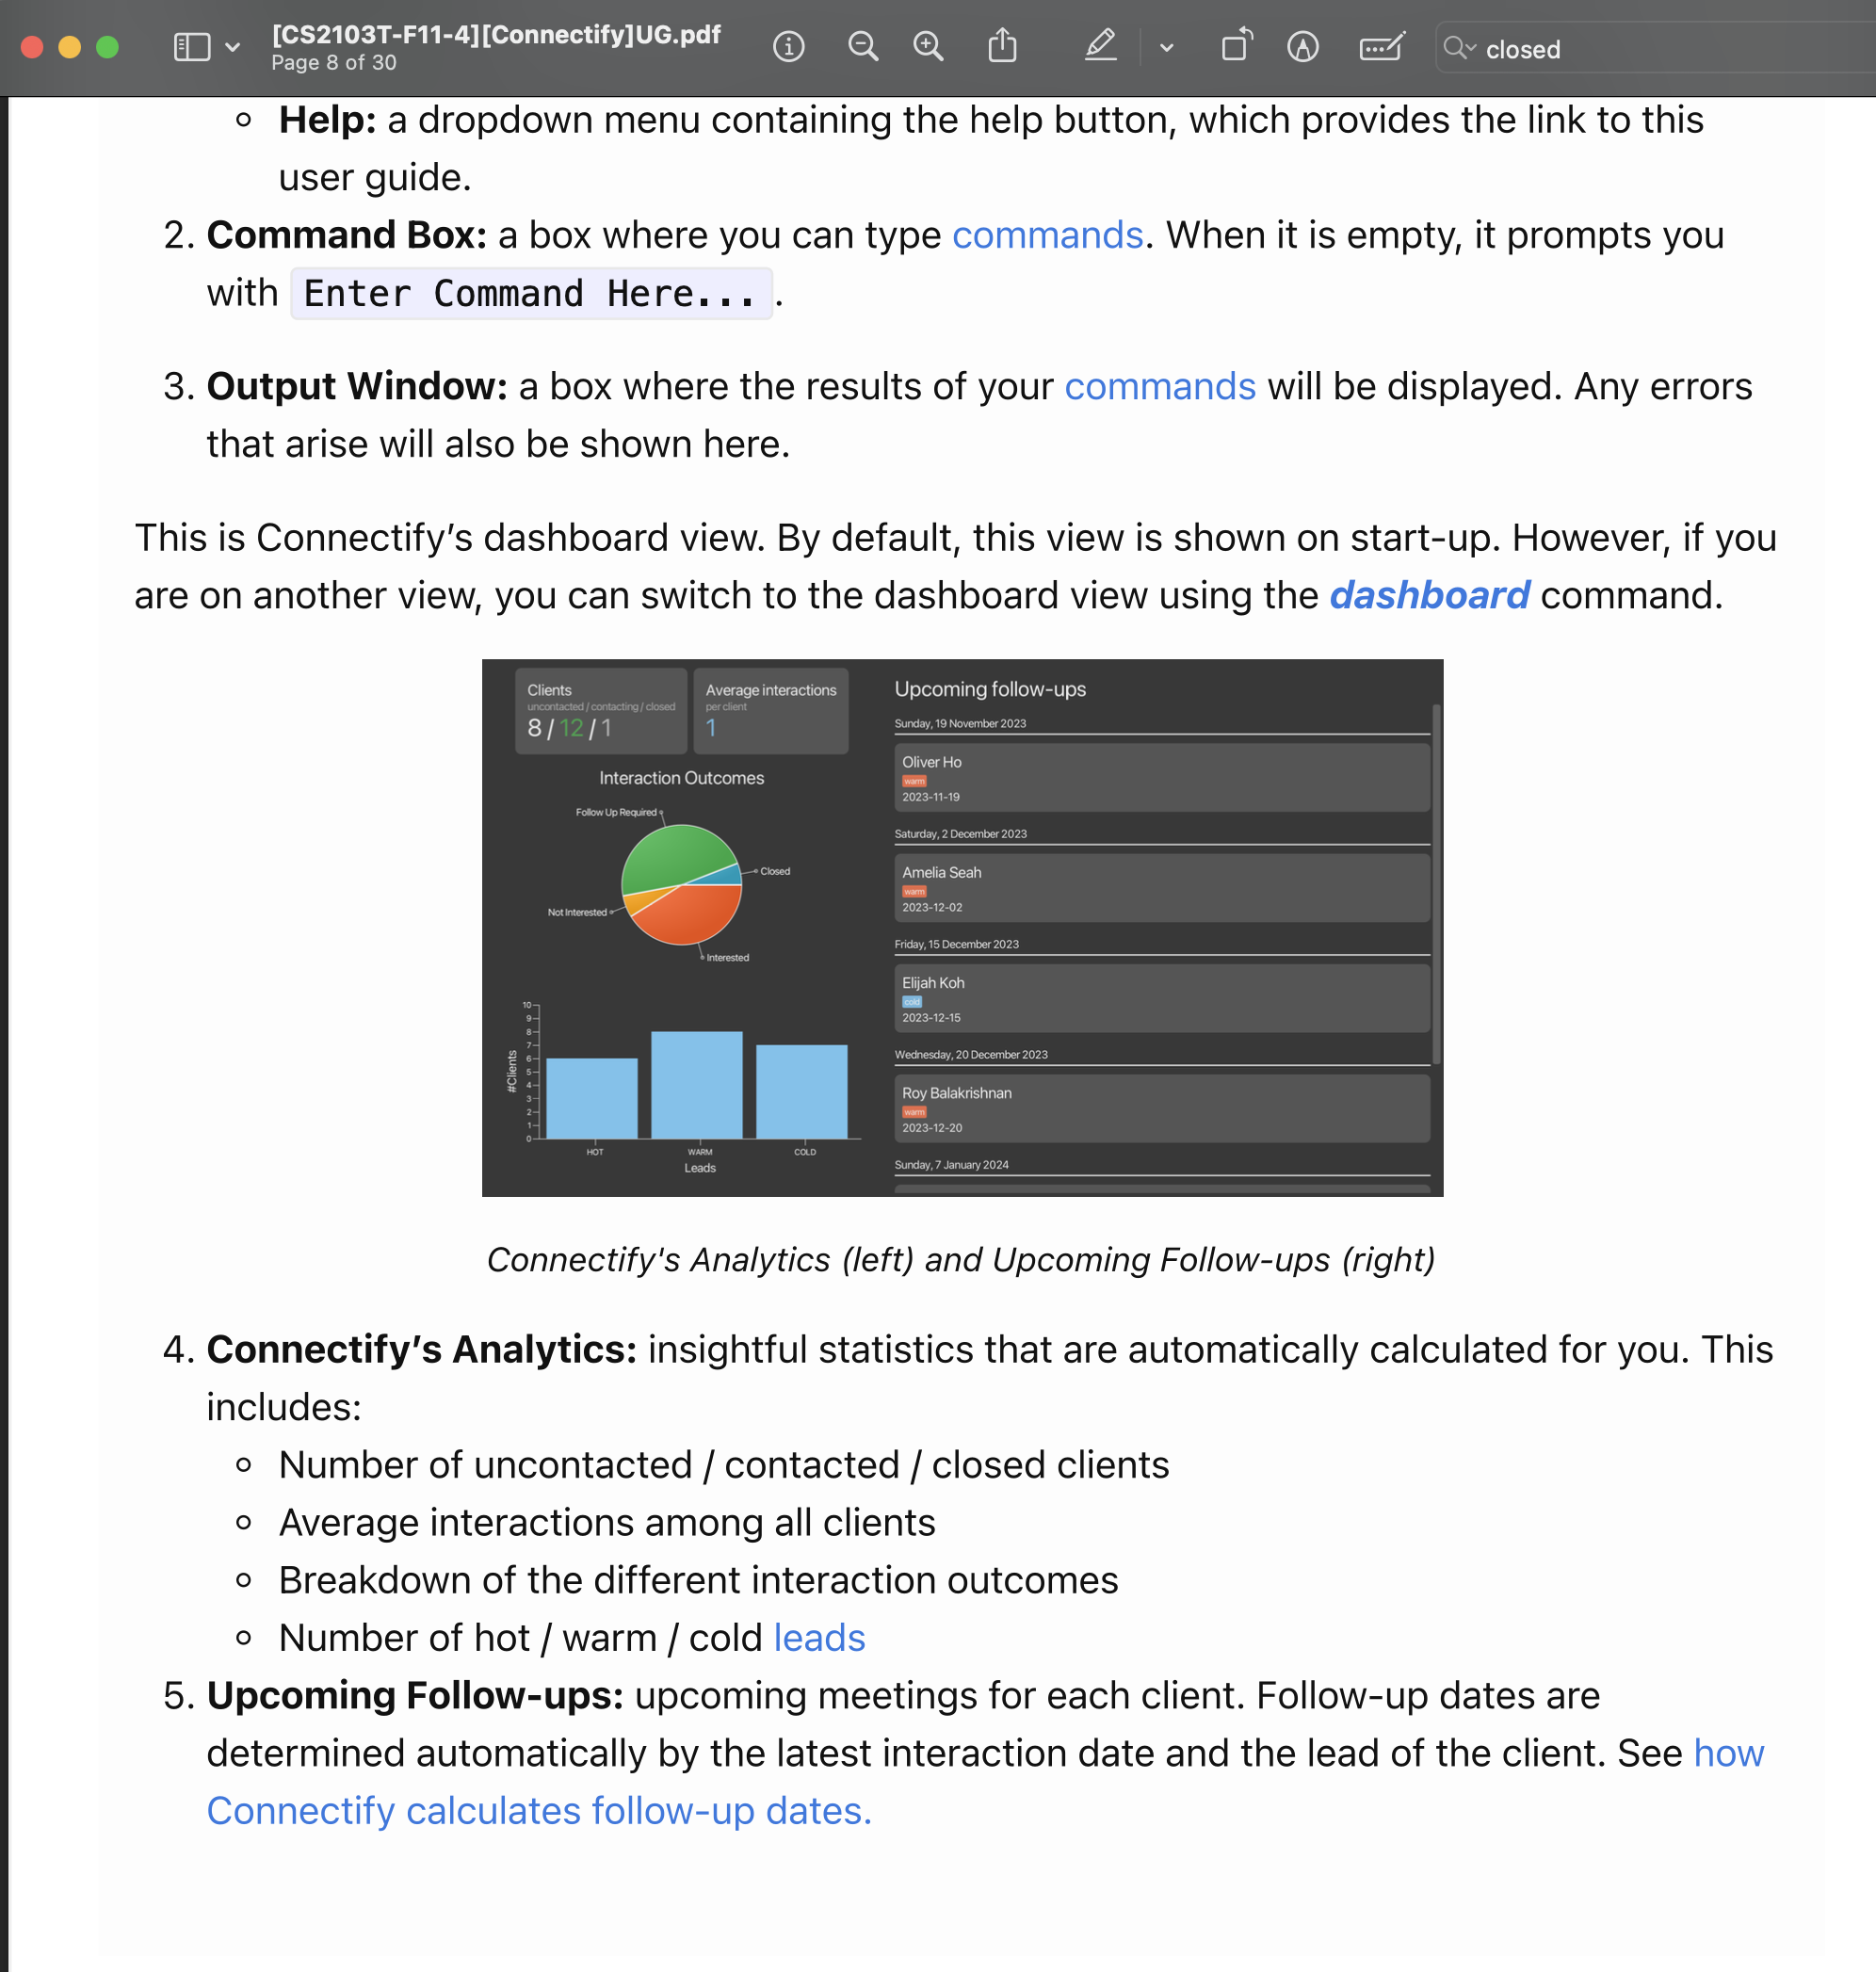 [CS2103T-F11-4][Connectify]UG.pdf
Page 8 of 30
closed
Help: a dropdown menu containing the help button, which provides the link to this
user guide.
2. Command Box: a box where you can type commands. When it is empty, it prompts you
with Enter Command Here... .
3. Output Window: a box where the results of your commands will be displayed. Any errors
that arise will also be shown here.
This is Connectify’s dashboard view. By default, this view is shown on start-up. However, if you
are on another view, you can switch to the dashboard view using the dashboard command.
Clients
uncontacted / contacting / closed
8 / 12 / 1
Average interactions
per client
1
Interaction Outcomes
Follow Up Required
Closed
Not Interested
Interested
10
9
8
7
6
5
4
3
2
1
0
#Clients
HOT
WARM
COLD
Leads
Upcoming follow-ups
Sunday, 19 November 2023
Oliver Ho
warm
2023-11-19
Saturday, 2 December 2023
Amelia Seah
warm
2023-12-02
Friday, 15 December 2023
Elijah Koh
cold
2023-12-15
Wednesday, 20 December 2023
Roy Balakrishnan
warm
2023-12-20
Sunday, 7 January 2024
Connectify's Analytics (left) and Upcoming Follow-ups (right)
4. Connectify’s Analytics: insightful statistics that are automatically calculated for you. This
includes:
Number of uncontacted / contacted / closed clients
Average interactions among all clients
Breakdown of the different interaction outcomes
Number of hot / warm / cold leads
5. Upcoming Follow-ups: upcoming meetings for each client. Follow-up dates are
determined automatically by the latest interaction date and the lead of the client. See how
Connectify calculates follow-up dates.